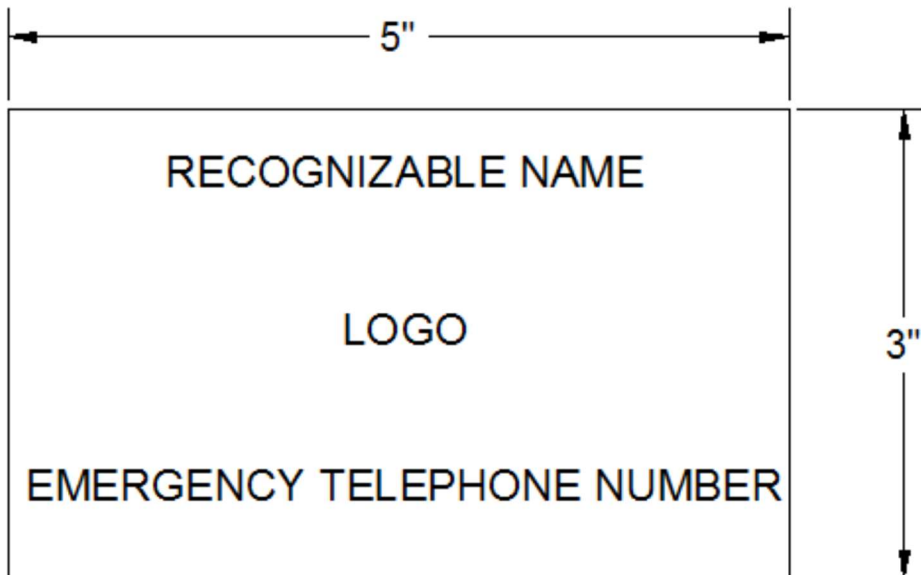 5"
RECOGNIZABLE NAME
LOGO
3"
EMERGENCY TELEPHONE NUMBER